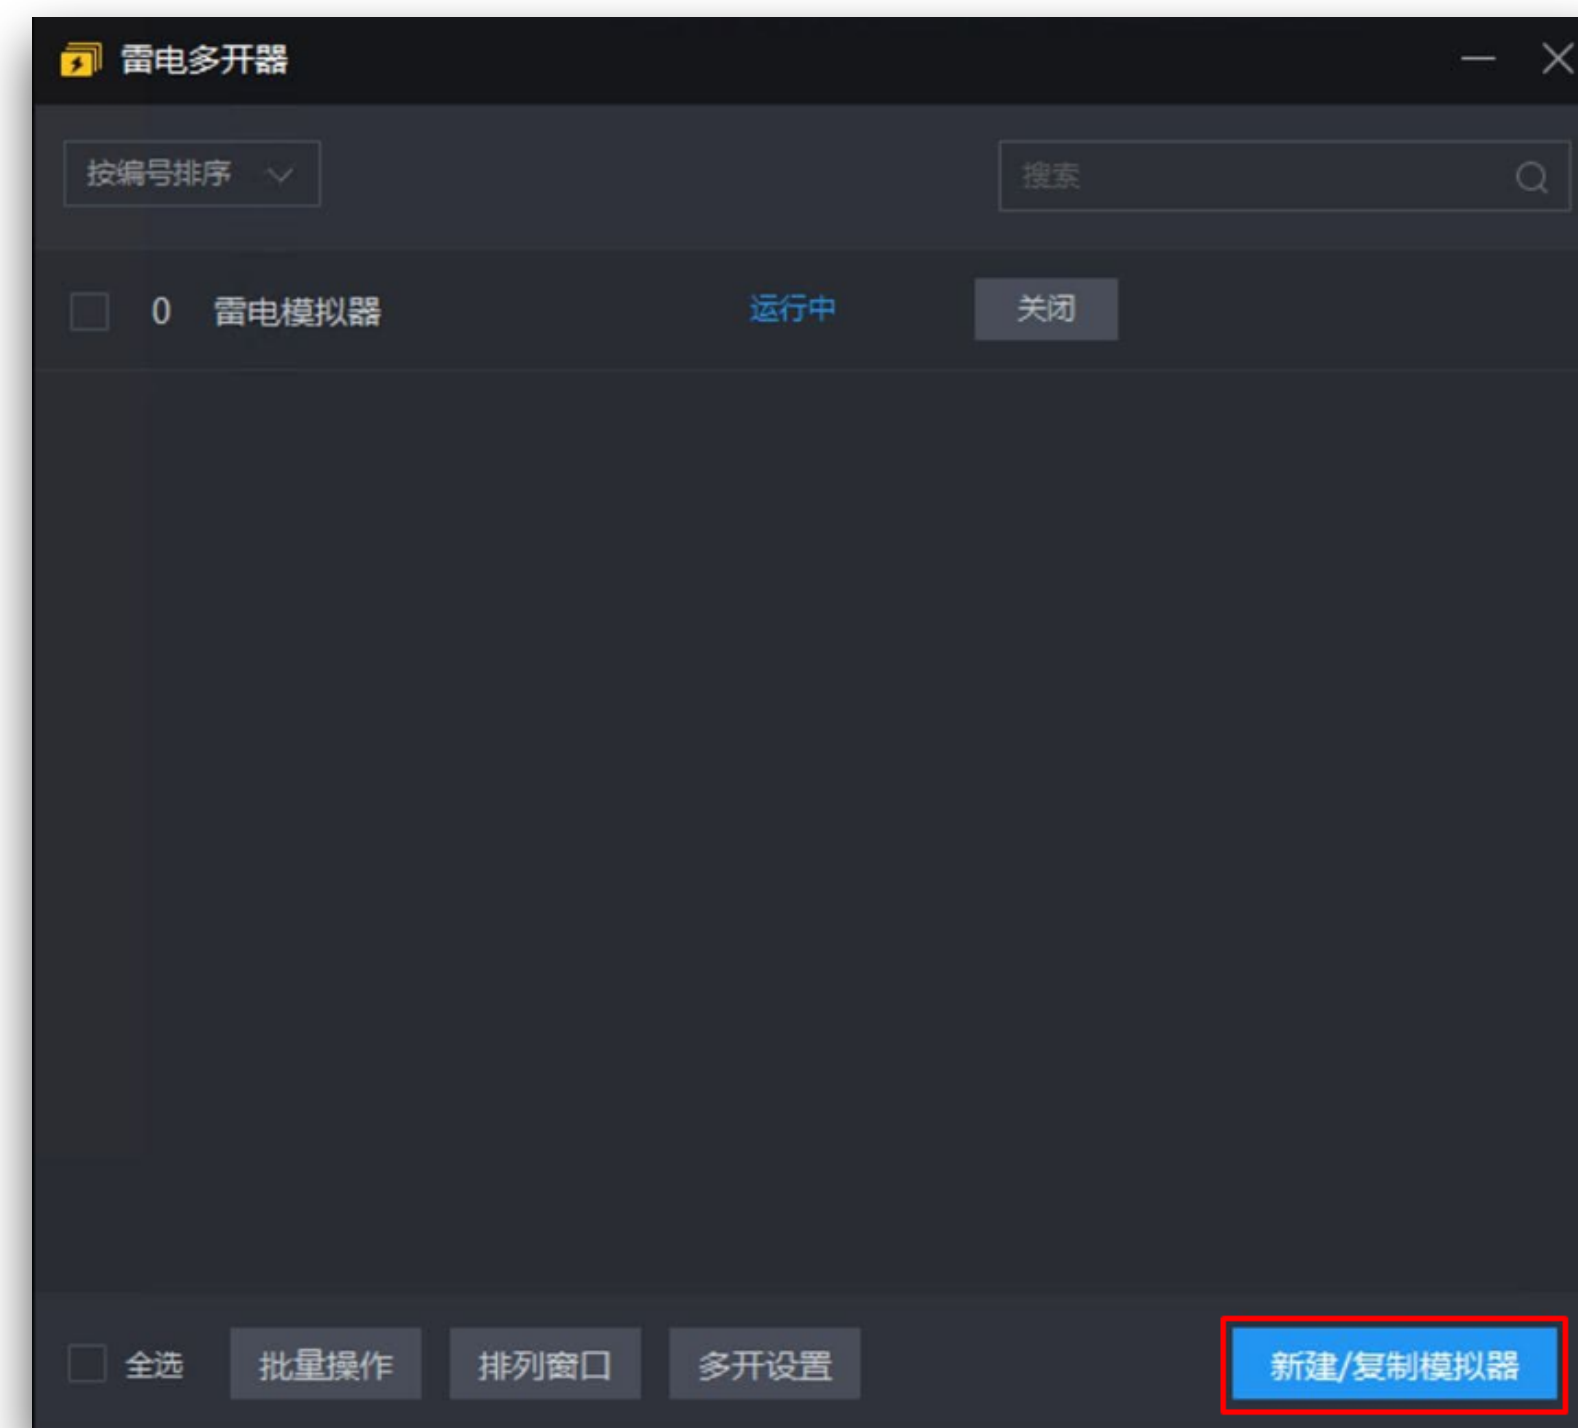 雷电多开器
按编号排序
搜索
0 雷电模拟器 运行中 关闭
全选 批量操作 排列窗口 多开设置 新建/复制模拟器